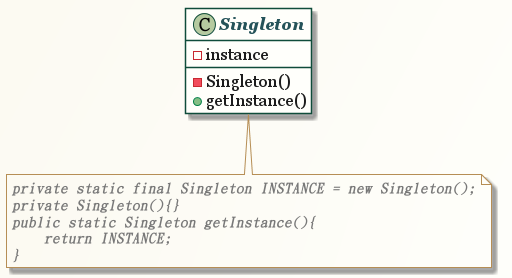 C Singleton
instance
Singleton()
getInstance()
private static final Singleton INSTANCE = new Singleton();
private Singleton(){}
public static Singleton getInstance(){
    return INSTANCE;
}